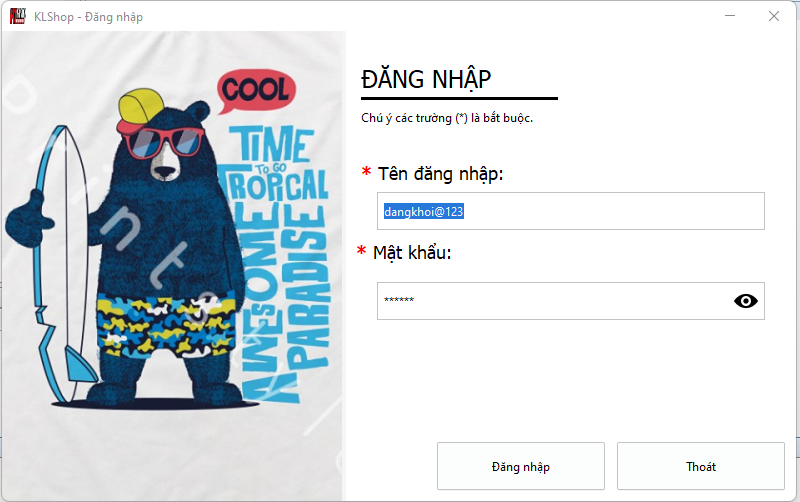 KLShop - Đăng nhập
COOL
TIME
TO GO
TROPICAL
AWESOME
PARADISE
ĐĂNG NHẬP
Chú ý các trường (*) là bắt buộc.
* Tên đăng nhập:
dangkhoi@123
* Mật khẩu:
******
Đăng nhập
Thoát